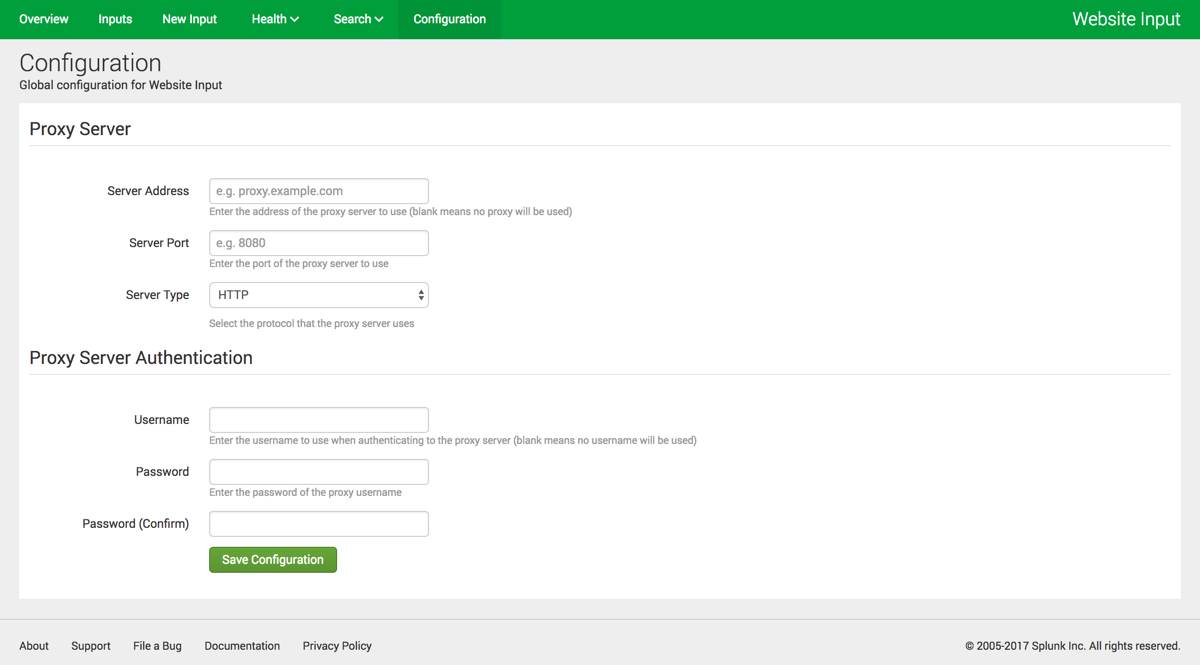 Overview Inputs New Input Health Search Configuration Website Input
Configuration
Global configuration for Website Input
Proxy Server
Server Address e.g. proxy.example.com
Enter the address of the proxy server to use (blank means no proxy will be used)
Server Port e.g. 8080
Enter the port of the proxy server to use
Server Type HTTP
Select the protocol that the proxy server uses
Proxy Server Authentication
Username
Enter the username to use when authenticating to the proxy server (blank means no username will be used)
Password
Enter the password of the proxy username
Password (Confirm)
Save Configuration
About Support File a Bug Documentation Privacy Policy © 2005-2017 Splunk Inc. All rights reserved.